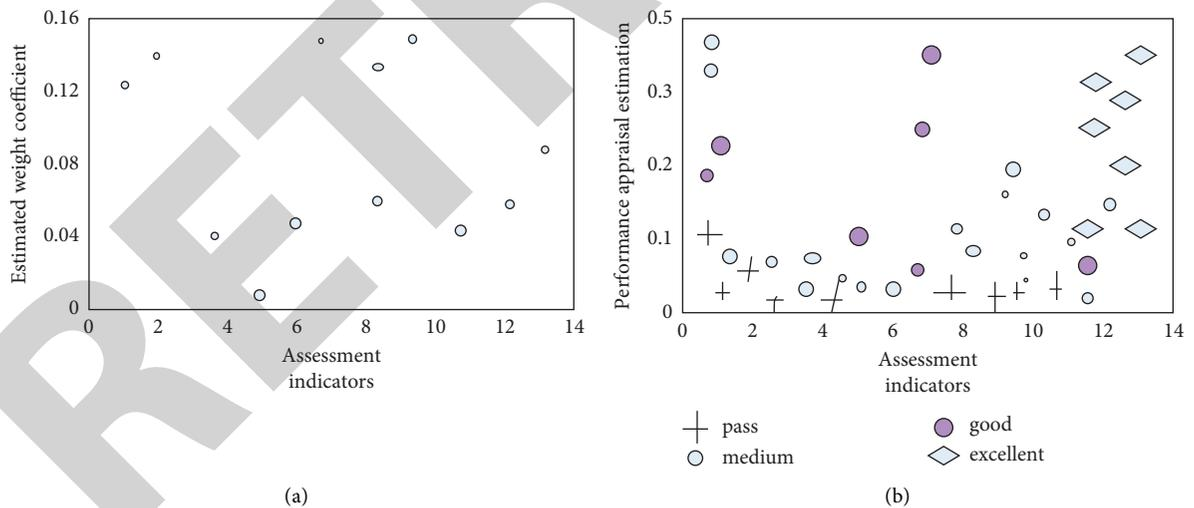 Estimated weight coefficient
0.16
0.12
0.08
0.04
0
0 2 4 6 8 10 12 14
Assessment
indicators
(a)
Performance appraisal estimation
0.5
0.3
0.2
0.1
0
0 2 4 6 8 10 12 14
Assessment
indicators
pass
medium
good
excellent
(b)
RETR